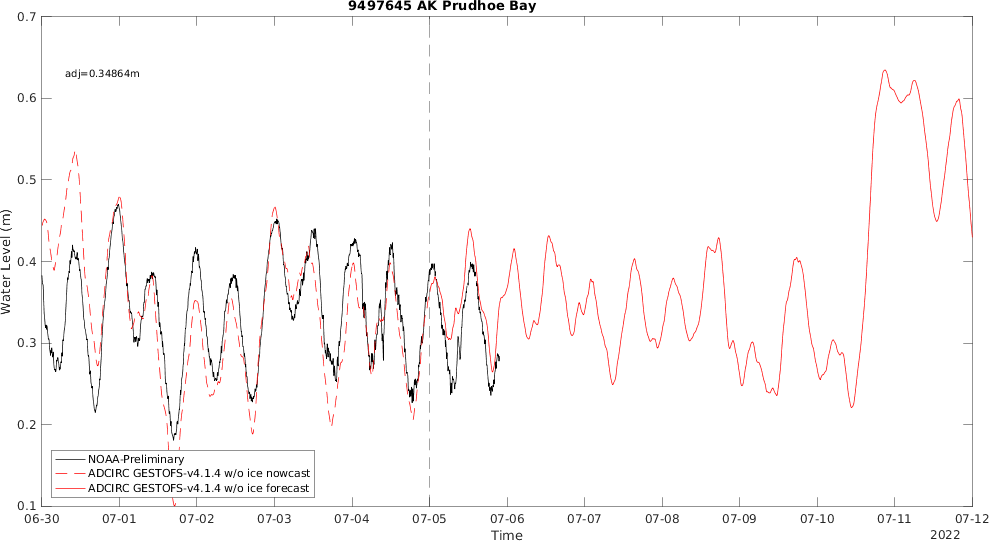 9497645 AK Prudhoe Bay
adj=0.34864m
Water Level (m)
0.7
0.6
0.5
0.4
0.3
0.2
0.1
NOAA-Preliminary
ADCIRC GESTOFS-v4.1.4 w/o ice nowcast
ADCIRC GESTOFS-v4.1.4 w/o ice forecast
06-30 07-01 07-02 07-03 07-04 07-05 07-06 07-07 07-08 07-09 07-10 07-11 07-12
Time
2022